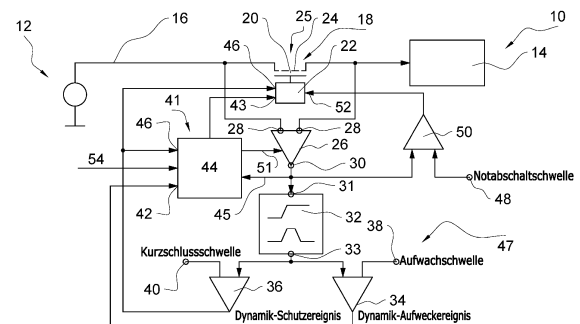 20 25 24 18 10
12 16 46 22 14
43 52
41 28 28
46 26 50
54 44 51 30
42 45 31 48 Notabschaltschwelle
32 38 47
Kurzschlussschwelle 33 Aufwachschwelle
40 36 34
Dynamik-Schutzereignis Dynamik-Aufweckereignis